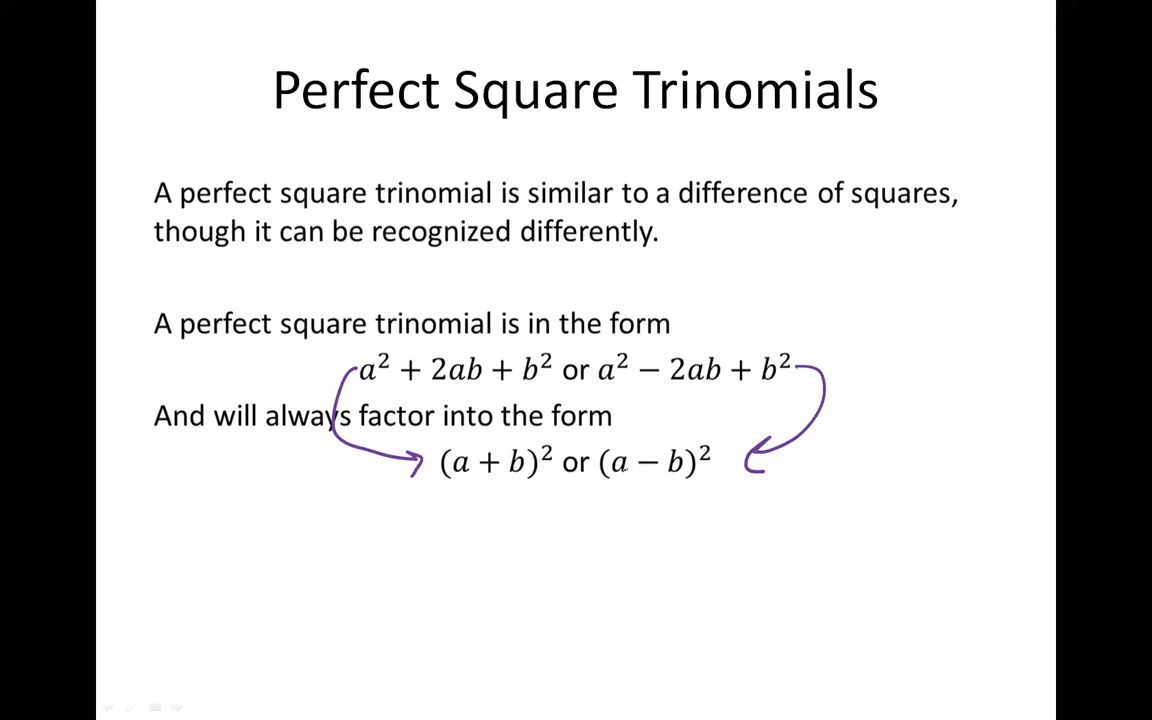 Perfect Square Trinomials
A perfect square trinomial is similar to a difference of squares,
though it can be recognized differently.
A perfect square trinomial is in the form
a² + 2ab + b² or a² − 2ab + b²
And will always factor into the form
(a + b)² or (a − b)²